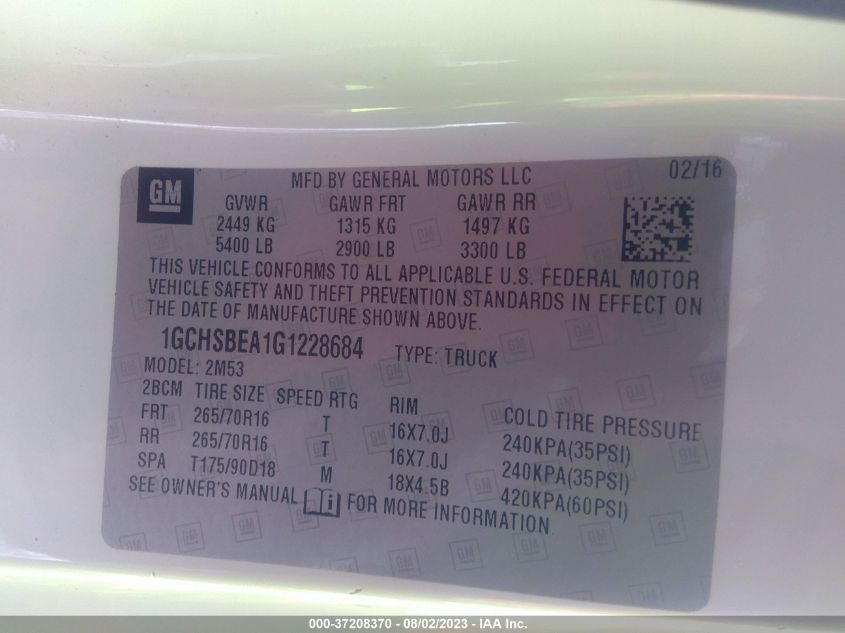 GM
MFD BY GENERAL MOTORS LLC
02/16
GVWR GAWR FRT GAWR RR
2449 KG 1315 KG 1497 KG
5400 LB 2900 LB 3300 LB
THIS VEHICLE CONFORMS TO ALL APPLICABLE U.S. FEDERAL MOTOR
VEHICLE SAFETY AND THEFT PREVENTION STANDARDS IN EFFECT ON
THE DATE OF MANUFACTURE SHOWN ABOVE.
1GCHSBEA1G1228684 TYPE: TRUCK
MODEL: 2M53
2BCM TIRE SIZE SPEED RTG RIM COLD TIRE PRESSURE
FRT 265/70R16 T 16X7.0J 240KPA(35PSI)
RR 265/70R16 T 16X7.0J 240KPA(35PSI)
SPA T175/90D18 M 18X4.5B 420KPA(60PSI)
SEE OWNER'S MANUAL i FOR MORE INFORMATION.
000-37208370 - 08/02/2023 - IAA Inc.